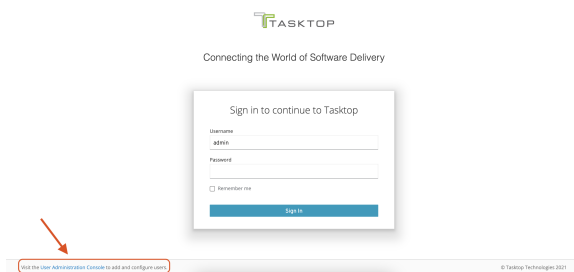 TASKTOP
Connecting the World of Software Delivery
Sign in to continue to Tasktop
Username
admin
Password
Remember me
Sign In
Visit the User Administration Console to add and configure users.
© Tasktop Technologies 2021